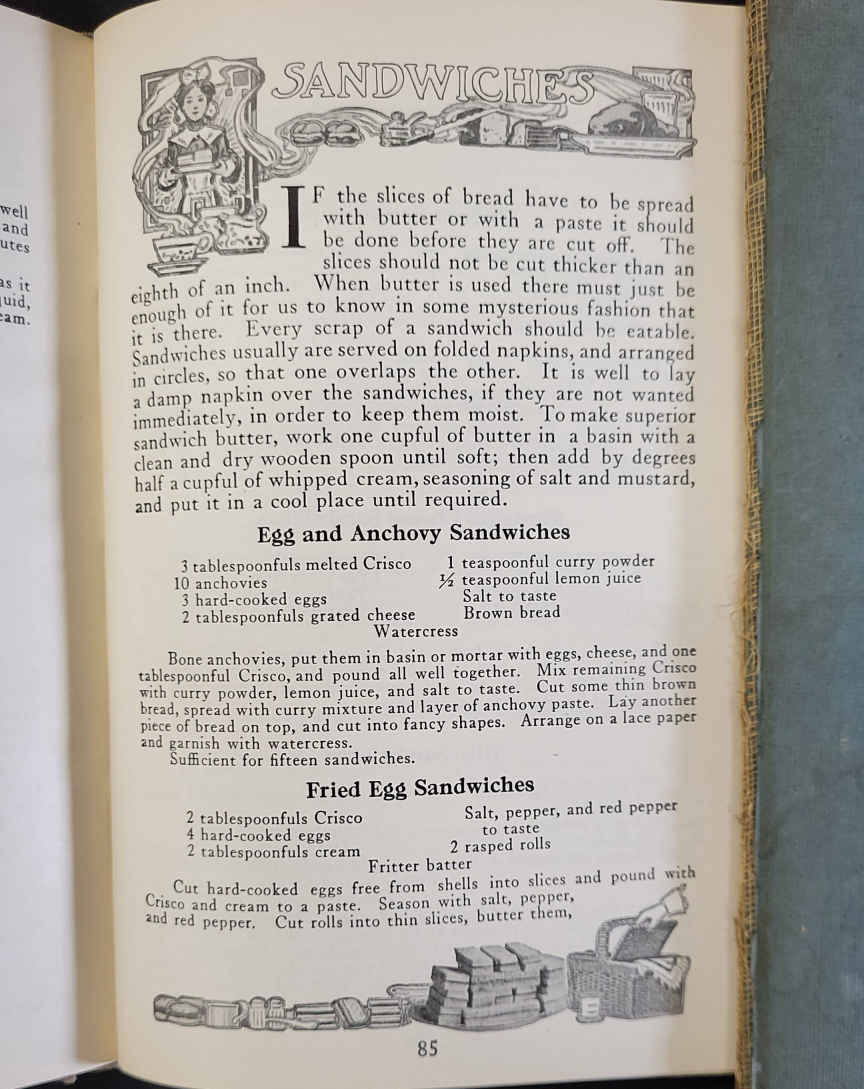 well
and
utes
as it
quid,
eam.
SANDWICHES
IF the slices of bread have to be spread
with butter or with a paste it should
be done before they are cut off. The
slices should not be cut thicker than an
eighth of an inch. When butter is used there must just be
enough of it for us to know in some mysterious fashion that
it is there. Every scrap of a sandwich should be eatable.
Sandwiches usually are served on folded napkins, and arranged
in circles, so that one overlaps the other. It is well to lay
a damp napkin over the sandwiches, if they are not wanted
immediately, in order to keep them moist. To make superior
sandwich butter, work one cupful of butter in a basin with a
clean and dry wooden spoon until soft; then add by degrees
half a cupful of whipped cream, seasoning of salt and mustard,
and put it in a cool place until required.
Egg and Anchovy Sandwiches
3 tablespoonfuls melted Crisco
10 anchovies
3 hard-cooked eggs
2 tablespoonfuls grated cheese
1 teaspoonful curry powder
½ teaspoonful lemon juice
Salt to taste
Brown bread
Watercress
Bone anchovies, put them in basin or mortar with eggs, cheese, and one
tablespoonful Crisco, and pound all well together. Mix remaining Crisco
with curry powder, lemon juice, and salt to taste. Cut some thin brown
bread, spread with curry mixture and layer of anchovy paste. Lay another
piece of bread on top, and cut into fancy shapes. Arrange on a lace paper
and garnish with watercress.
Sufficient for fifteen sandwiches.
Fried Egg Sandwiches
2 tablespoonfuls Crisco
4 hard-cooked eggs
2 tablespoonfuls cream
Salt, pepper, and red pepper
to taste
2 rasped rolls
Fritter batter
Cut hard-cooked eggs free from shells into slices and pound with
Crisco and cream to a paste. Season with salt, pepper,
and red pepper. Cut rolls into thin slices, butter them,
85